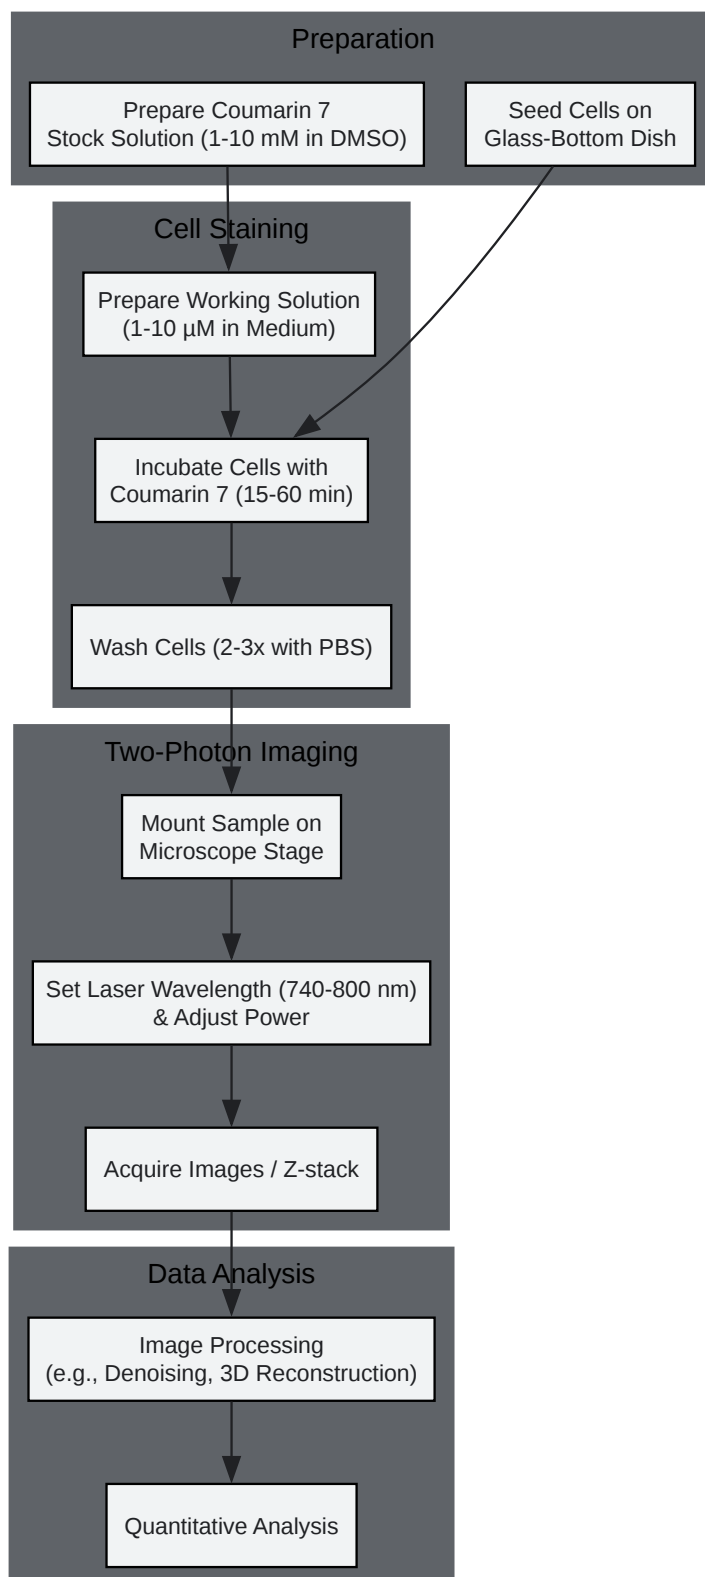 Preparation
Prepare Coumarin 7
Stock Solution (1-10 mM in DMSO)
Seed Cells on
Glass-Bottom Dish
Cell Staining
Prepare Working Solution
(1-10 µM in Medium)
Incubate Cells with
Coumarin 7 (15-60 min)
Wash Cells (2-3x with PBS)
Two-Photon Imaging
Mount Sample on
Microscope Stage
Set Laser Wavelength (740-800 nm)
& Adjust Power
Acquire Images / Z-stack
Data Analysis
Image Processing
(e.g., Denoising, 3D Reconstruction)
Quantitative Analysis